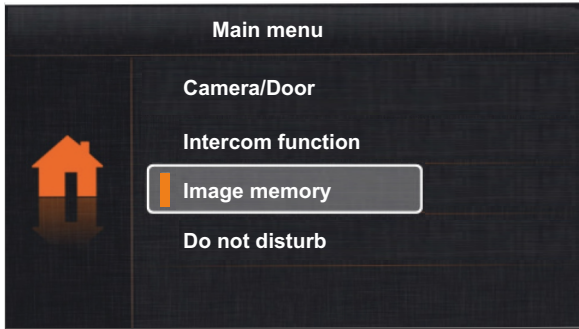 Main menu
Camera/Door
Intercom function
Image memory
Do not disturb